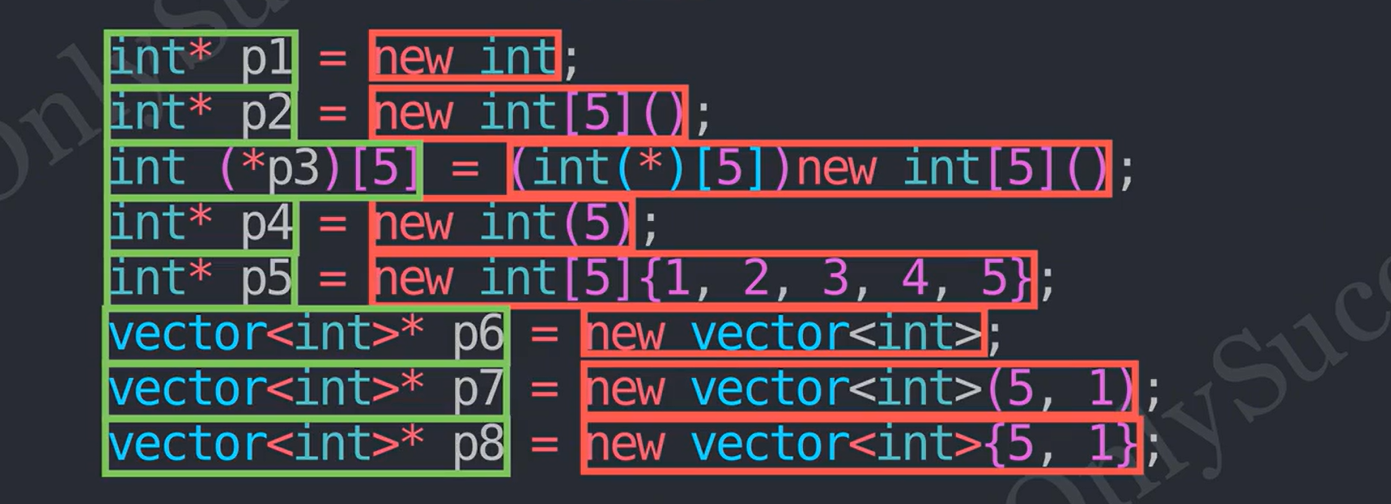 int* p1 = new int;
int* p2 = new int[5]();
int (*p3)[5] = (int(*)[5])new int[5]();
int* p4 = new int(5);
int* p5 = new int[5]{1, 2, 3, 4, 5};
vector<int>* p6 = new vector<int>;
vector<int>* p7 = new vector<int>(5, 1);
vector<int>* p8 = new vector<int>{5, 1};